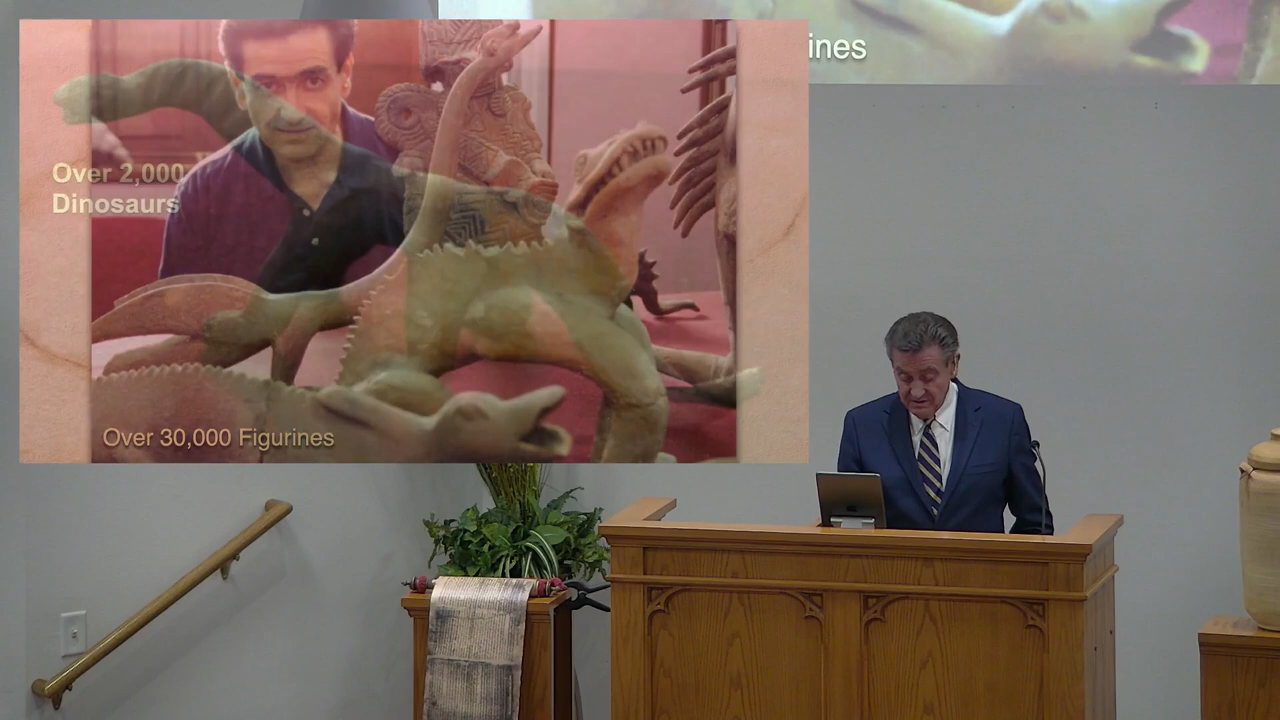 ines
Over 2,000
Dinosaurs
Over 30,000 Figurines